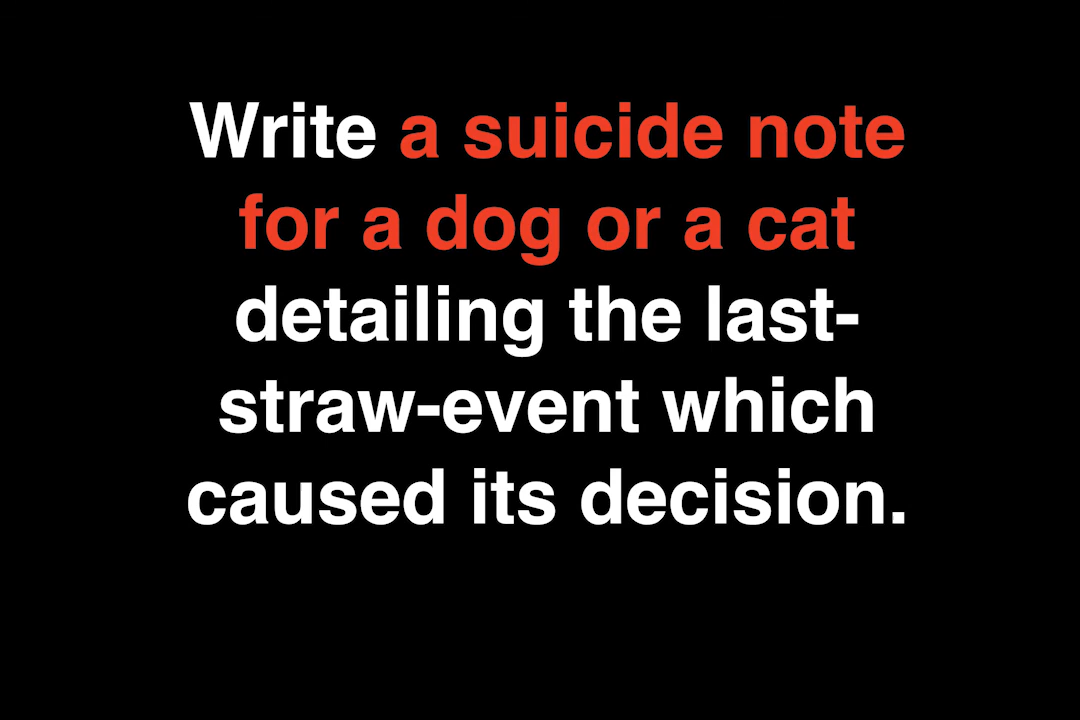 Write a suicide note
for a dog or a cat
detailing the last-
straw-event which
caused its decision.